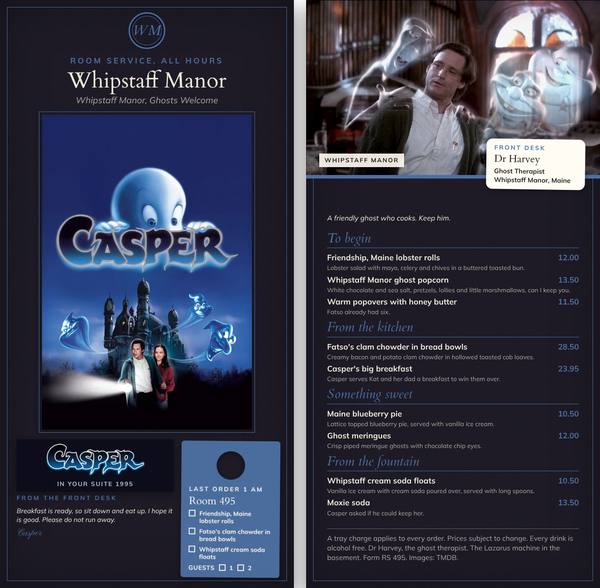 WM
ROOM SERVICE, ALL HOURS
Whipstaff Manor
Whipstaff Manor, Ghosts Welcome
CASPER
CASPER
IN YOUR SUITE 1995
FROM THE FRONT DESK
Breakfast is ready, so sit down and eat up. I hope it
is good. Please do not run away.
Casper
LAST ORDER 1 AM
Room 495
Friendship, Maine
lobster rolls
Fatso's clam chowder in
bread bowls
Whipstaff cream soda
floats
GUESTS 1 2
WHIPSTAFF MANOR
FRONT DESK
Dr Harvey
Ghost Therapist
Whipstaff Manor, Maine
A friendly ghost who cooks. Keep him.
To begin
Friendship, Maine lobster rolls 12.00
Lobster salad with mayo, celery and chives in a buttered toasted bun.
Whipstaff Manor ghost popcorn 13.50
White chocolate and sea salt, pretzels, lollies and little marshmallows, can I keep you.
Warm popovers with honey butter 11.50
Fatso already had six.
From the kitchen
Fatso's clam chowder in bread bowls 28.50
Creamy bacon and potato clam chowder in hollowed toasted cob loaves.
Casper's big breakfast 23.95
Casper serves Kat and her dad a breakfast to win them over.
Something sweet
Maine blueberry pie 10.50
Lattice topped blueberry pie, served with vanilla ice cream.
Ghost meringues 12.00
Crisp piped meringue ghosts with chocolate chip eyes.
From the fountain
Whipstaff cream soda floats 10.50
Vanilla ice cream with cream soda poured over, served with long spoons.
Moxie soda 13.50
Casper asked if he could keep her.
A tray charge applies to every order. Prices subject to change. Every drink is
alcohol free. Dr Harvey, the ghost therapist. The Lazarus machine in the
basement. Form RS 495. Images: TMDB.